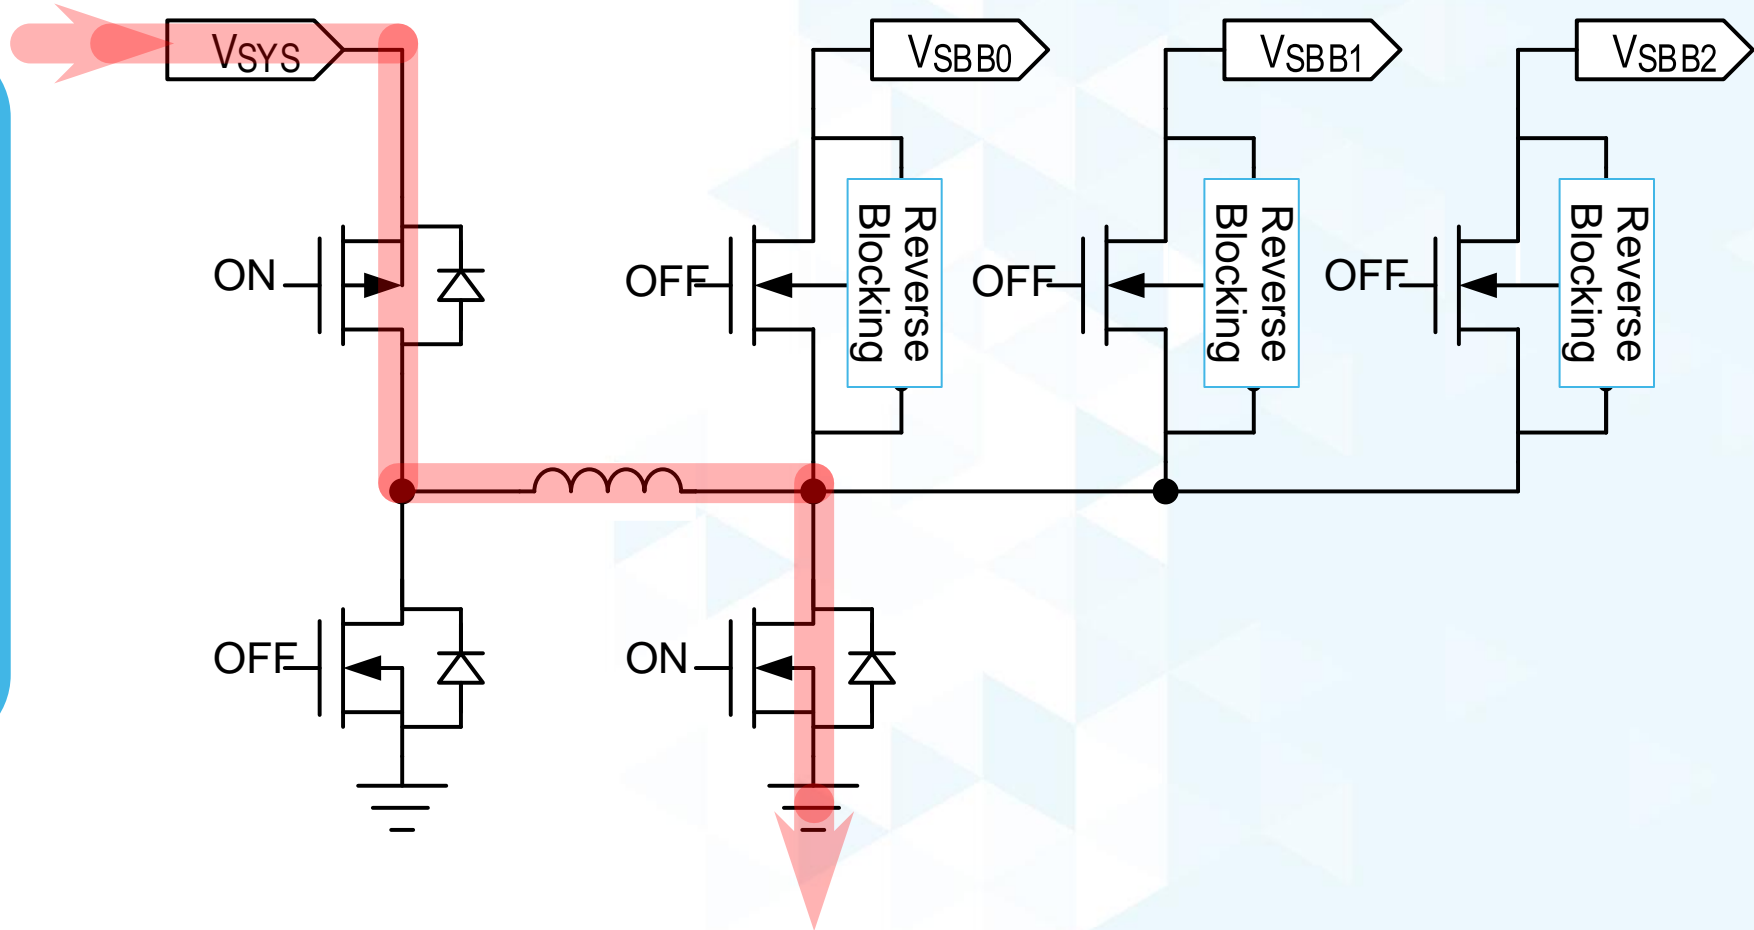 VSYS
VSBB0
VSBB1
VSBB2
ON
OFF
Reverse
Blocking
OFF
Reverse
Blocking
OFF
Reverse
Blocking
OFF
ON